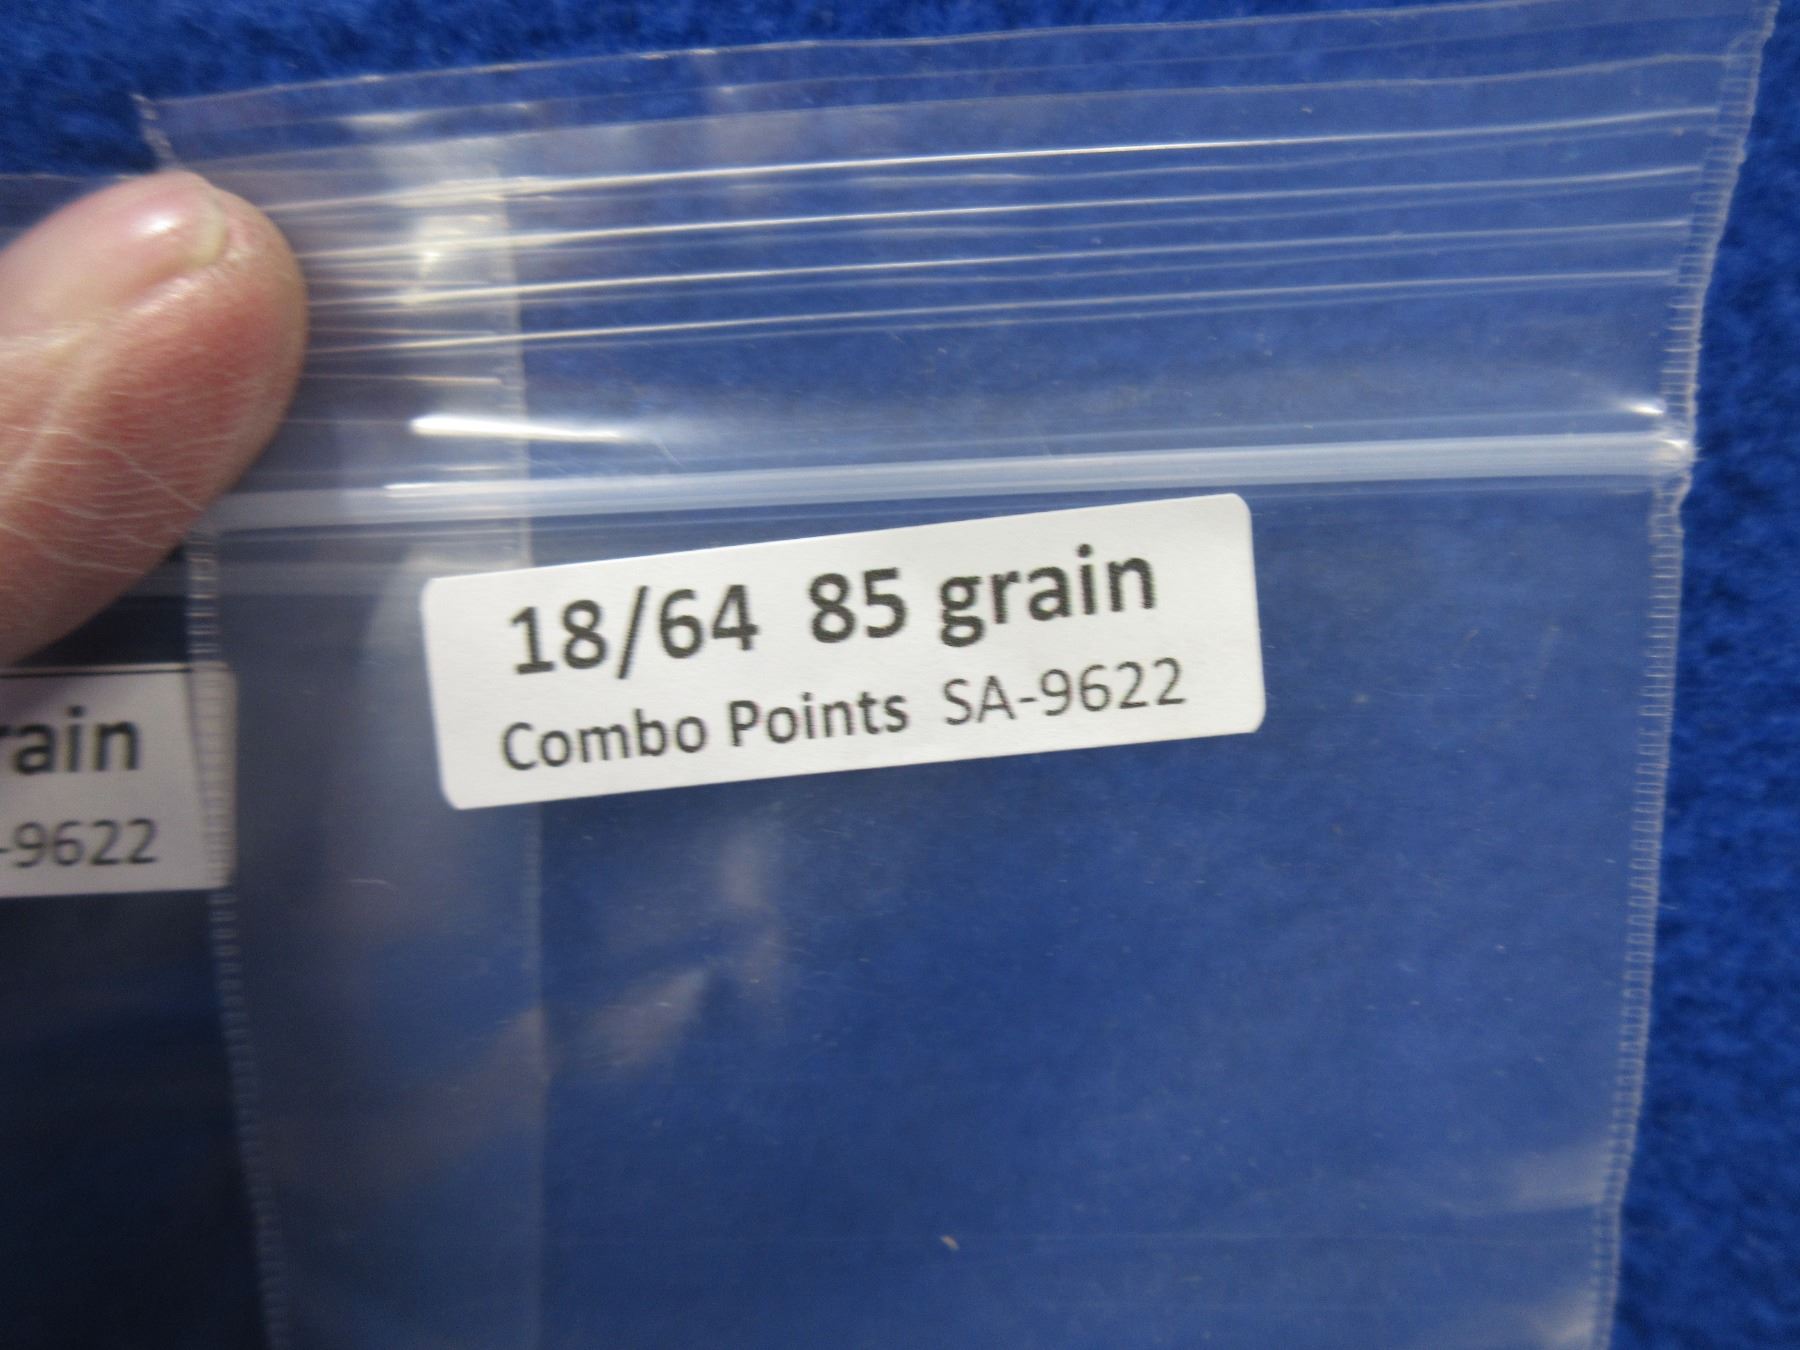 18/64 85 grain
Combo Points SA-9622
rain
-9622